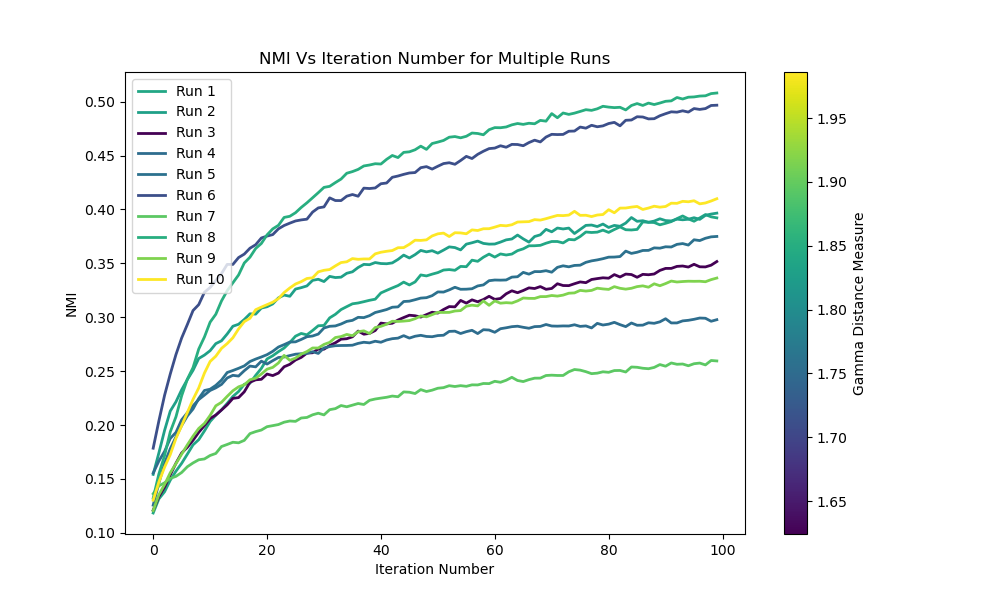 NMI Vs Iteration Number for Multiple Runs
NMI
0.50
0.45
0.40
0.35
0.30
0.25
0.20
0.15
0.10
Run 1
Run 2
Run 3
Run 4
Run 5
Run 6
Run 7
Run 8
Run 9
Run 10
0 20 40 60 80 100
Iteration Number
1.95
1.90
1.85
1.80
1.75
1.70
1.65
Gamma Distance Measure